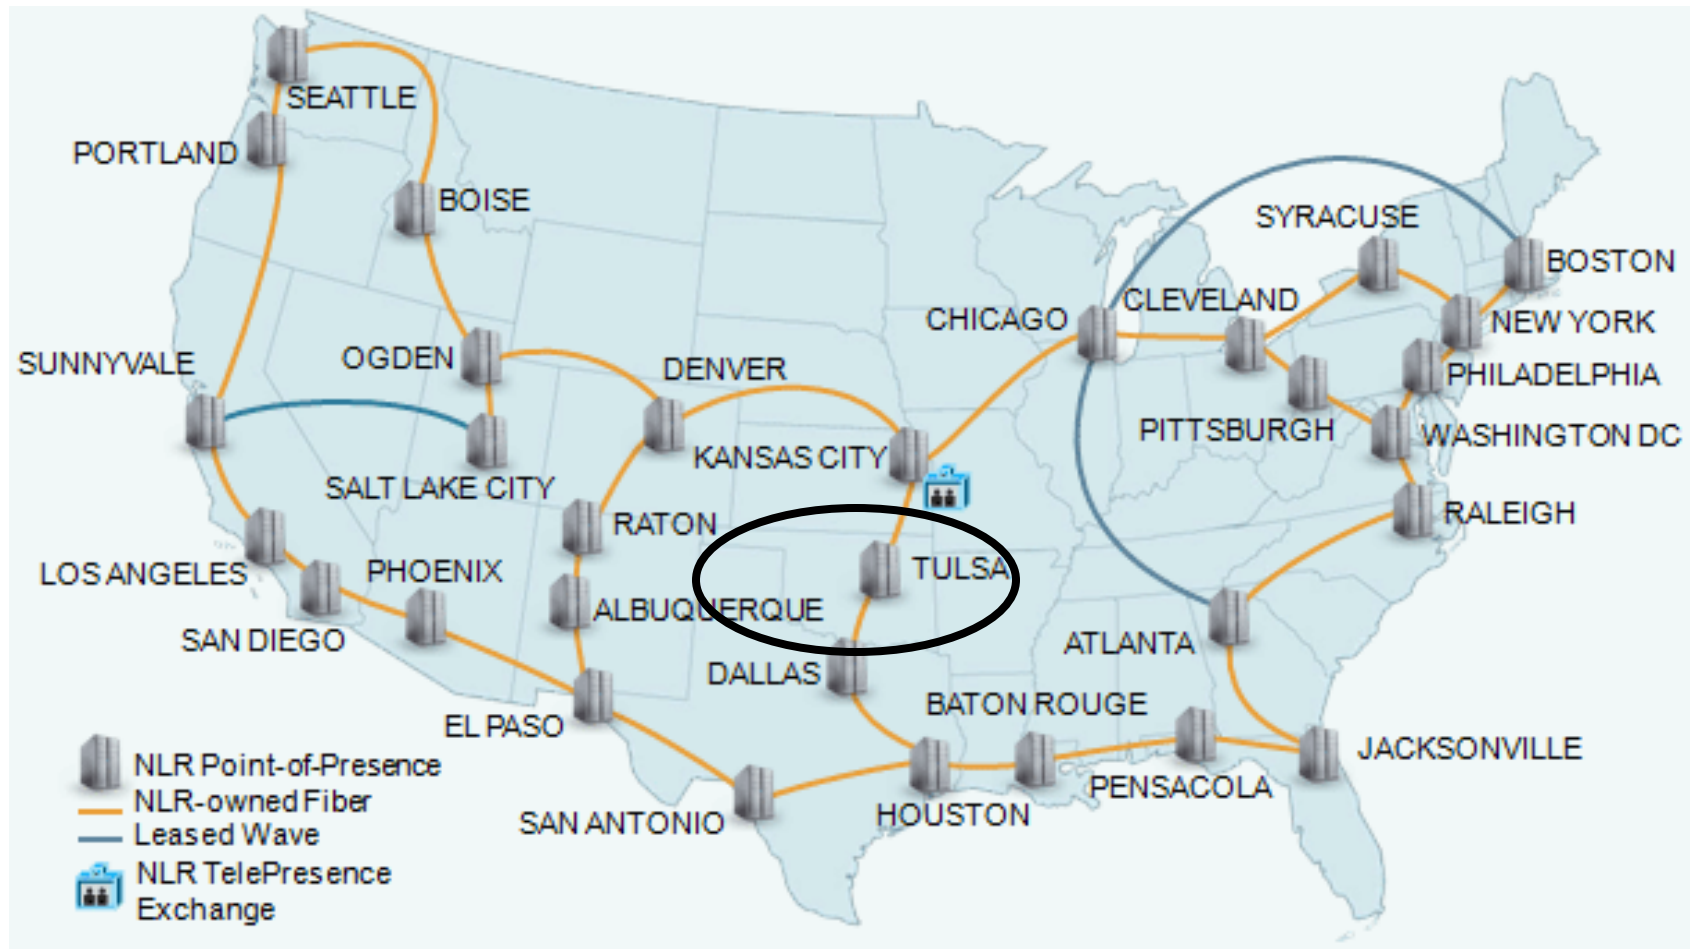 SEATTLE
PORTLAND
BOISE
SYRACUSE
BOSTON
CLEVELAND
CHICAGO
NEW YORK
OGDEN
SUNNYVALE
DENVER
PHILADELPHIA
PITTSBURGH
WASHINGTON DC
KANSAS CITY
SALT LAKE CITY
RATON
RALEIGH
LOS ANGELES
PHOENIX
TULSA
ALBUQUERQUE
SAN DIEGO
ATLANTA
DALLAS
BATON ROUGE
EL PASO
JACKSONVILLE
PENSACOLA
SAN ANTONIO
HOUSTON
NLR Point-of-Presence
NLR-owned Fiber
Leased Wave
NLR TelePresence
Exchange